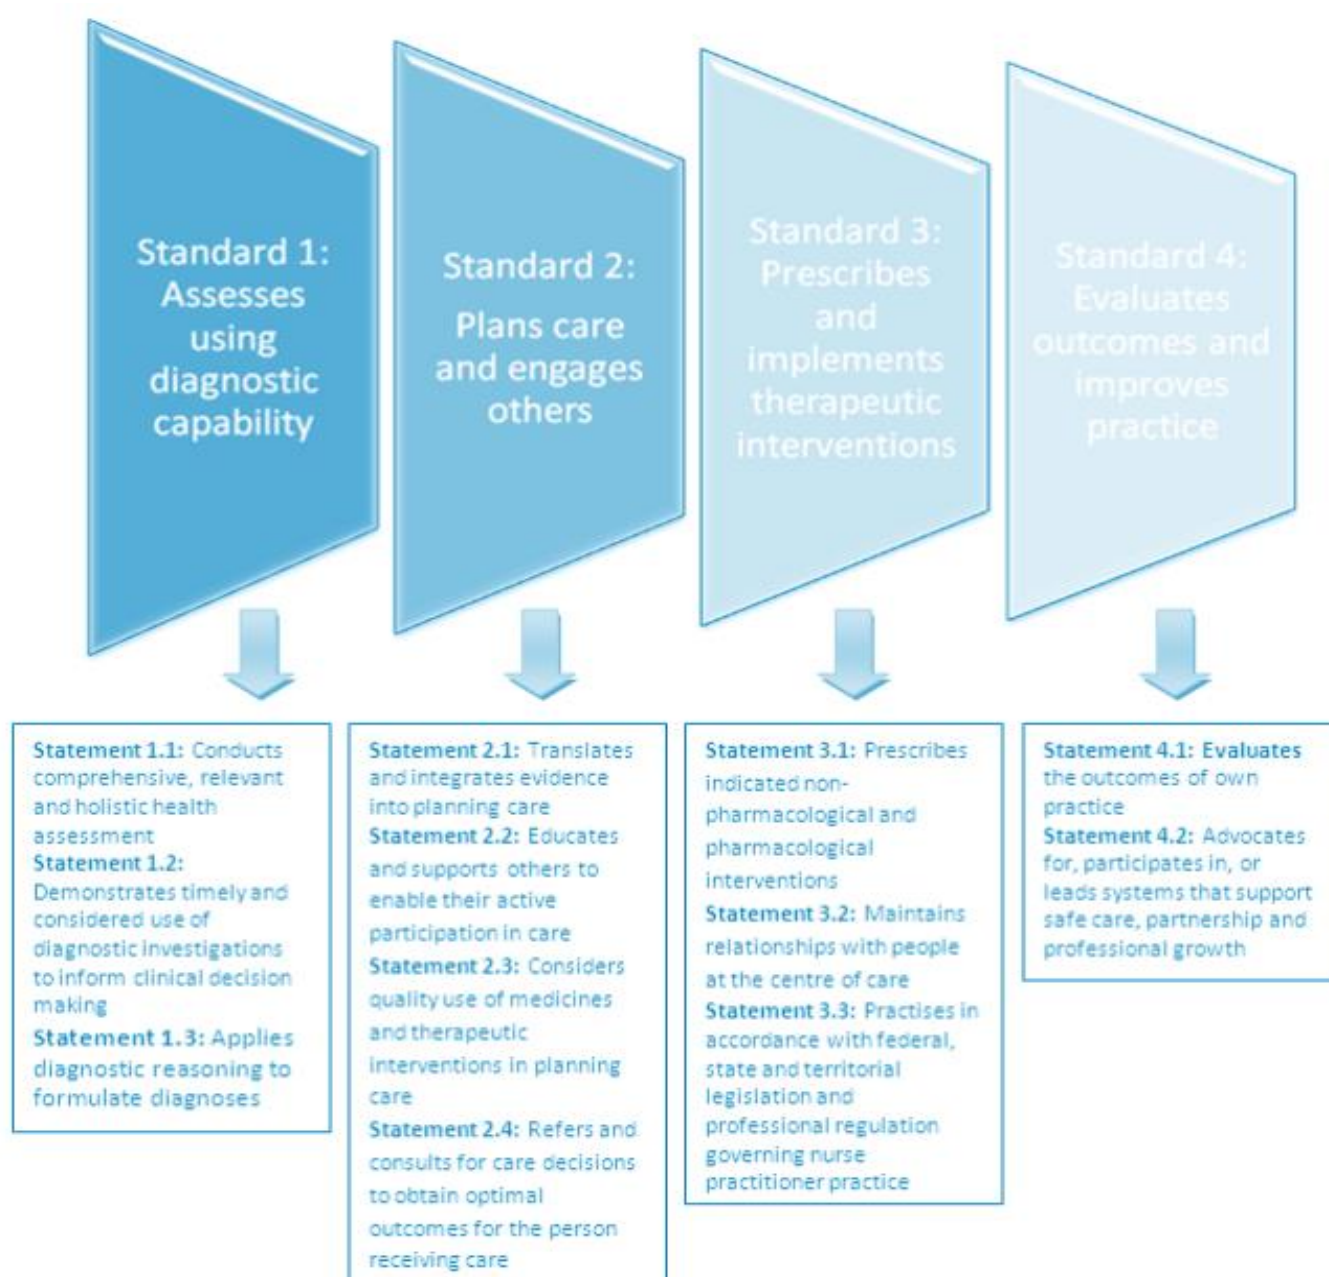 Standard 1:
Assesses
using
diagnostic
capability
Standard 2:
Plans care
and engages
others
Standard 3:
Prescribes
and
implements
therapeutic
interventions
Standard 4:
Evaluates
outcomes and
improves
practice
Statement 1.1: Conducts
comprehensive, relevant
and holistic health
assessment
Statement 1.2:
Demonstrates timely and
considered use of
diagnostic investigations
to inform clinical decision
making
Statement 1.3: Applies
diagnostic reasoning to
formulate diagnoses
Statement 2.1: Translates
and integrates evidence
into planning care
Statement 2.2: Educates
and supports others to
enable their active
participation in care
Statement 2.3: Considers
quality use of medicines
and therapeutic
interventions in planning
care
Statement 2.4: Refers and
consults for care decisions
to obtain optimal
outcomes for the person
receiving care
Statement 3.1: Prescribes
indicated non-
pharmacological and
pharmacological
interventions
Statement 3.2: Maintains
relationships with people
at the centre of care
Statement 3.3: Practises in
accordance with federal,
state and territorial
legislation and
professional regulation
governing nurse
practitioner practice
Statement 4.1: Evaluates
the outcomes of own
practice
Statement 4.2: Advocates
for, participates in, or
leads systems that support
safe care, partnership and
professional growth